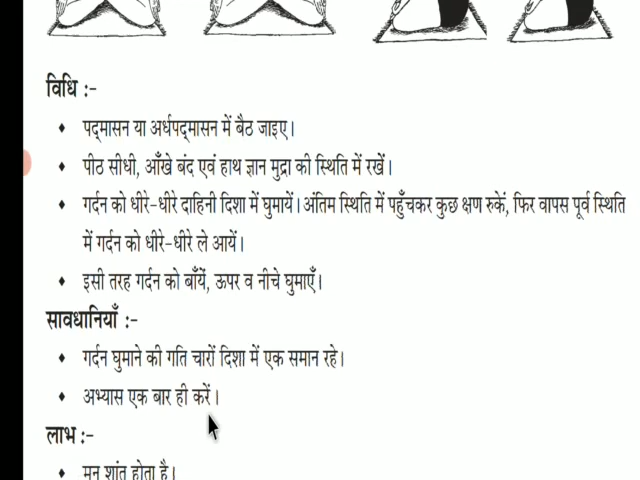 विधि :-
♦ पद्मासन या अर्धपद्मासन में बैठ जाइए।
♦ पीठ सीधी, आँखे बंद एवं हाथ ज्ञान मुद्रा की स्थिति में रखें।
♦ गर्दन को धीरे-धीरे दाहिनी दिशा में घुमायें। अंतिम स्थिति में पहुँचकर कुछ क्षण रुकें, फिर वापस पूर्व स्थिति
में गर्दन को धीरे-धीरे ले आयें।
♦ इसी तरह गर्दन को बाँयें, ऊपर व नीचे घुमाएँ।
सावधानियाँ :-
♦ गर्दन घुमाने की गति चारों दिशा में एक समान रहे।
♦ अभ्यास एक बार ही करें।
लाभ :-
♦ मन शांत होता है।